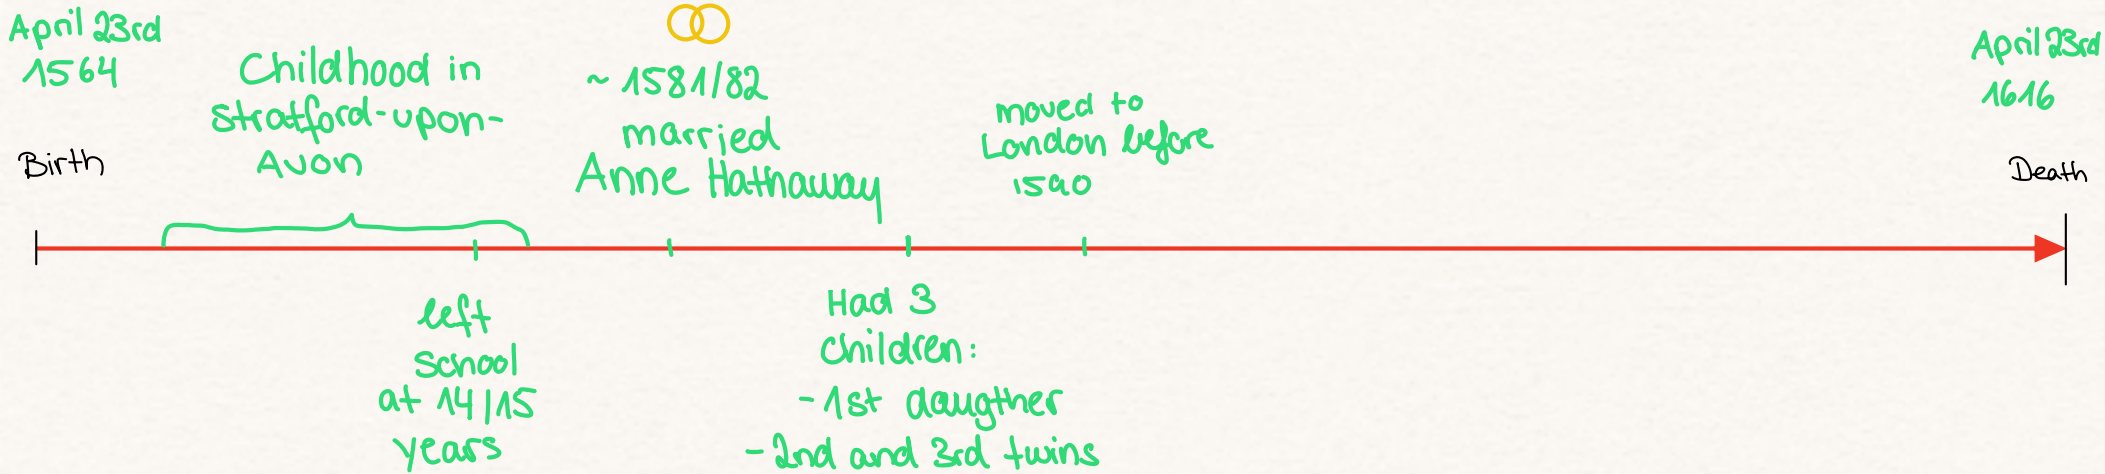 April 23rd
1564
Birth
Childhood in
stratford-upon-
Avon
~ 1581/82
married
Anne Hathaway
moved to
London before
1590
April 23rd
1616
Death
left
school
at 14/15
years
Had 3
children:
- 1st daugther
- 2nd and 3rd twins